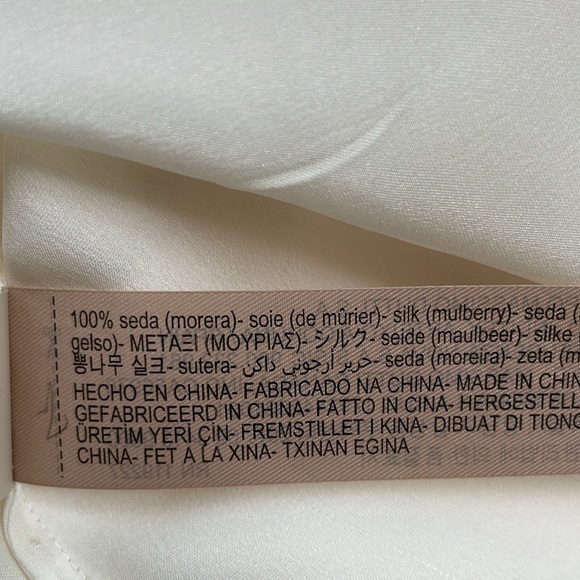 100% seda (morera)- soie (de mûrier)- silk (mulberry)- seda (
gelso)- ΜΕΤΑΞΙ (ΜΟΥΡΙΑΣ)- シルク- seide (maulbeer)- silke
뽕나무 실크- sutera- حرير أرجوني داكن- seda (moreira)- zeta (m
HECHO EN CHINA- FABRICADO NA CHINA- MADE IN CHIN
GEFABRICEERD IN CHINA- FATTO IN CINA- HERGESTELL
ÜRETİM YERİ ÇİN- FREMSTILLET I KINA- DIBUAT DI TIONG
CHINA- FET A LA XINA- TXINAN EGINA